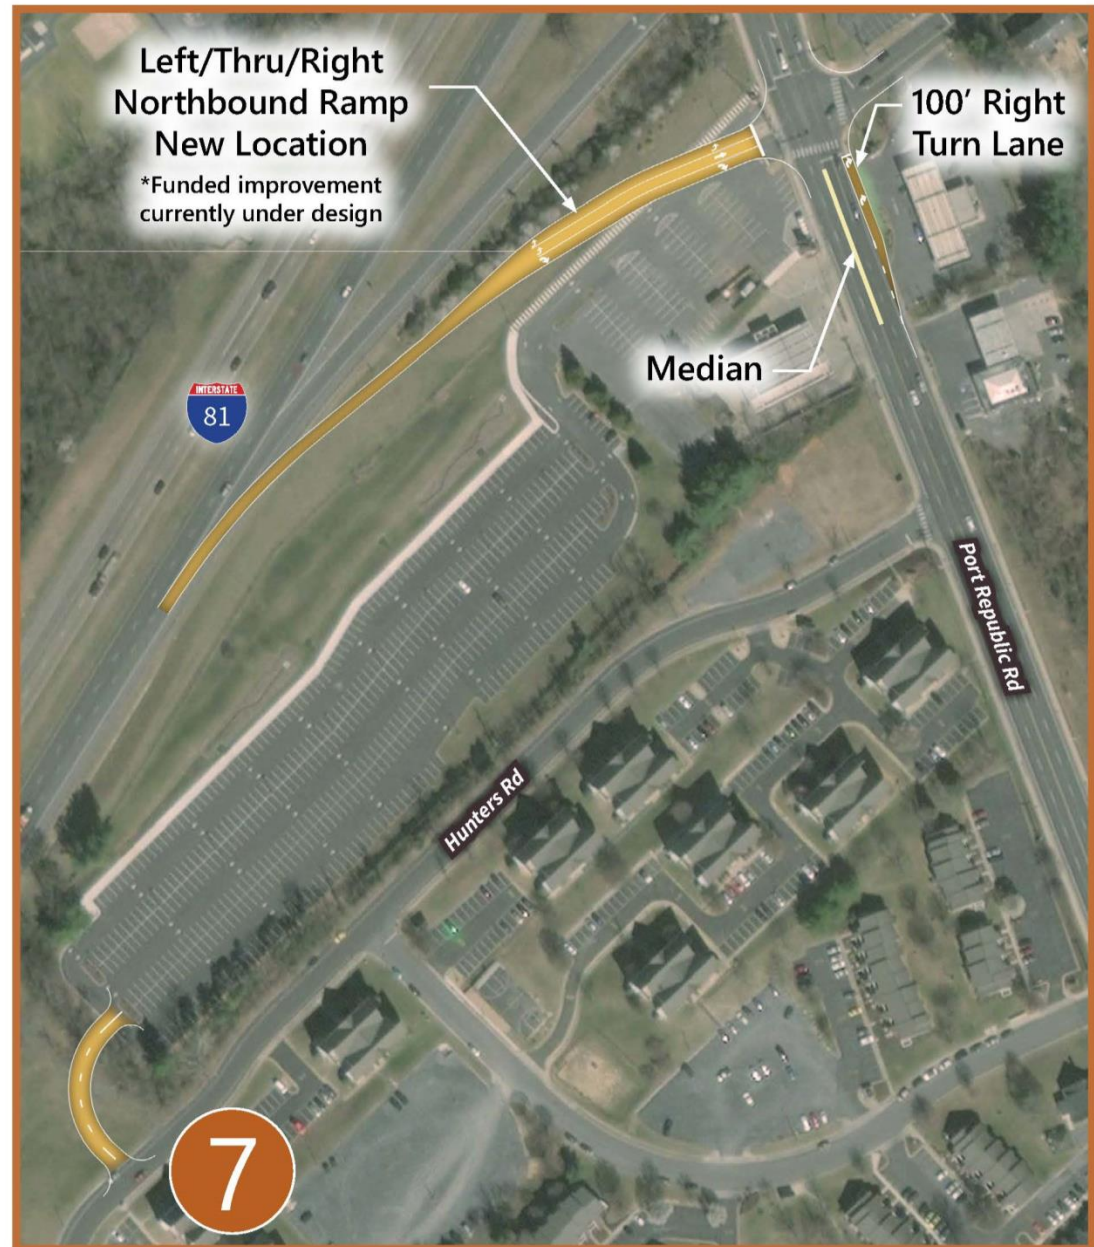 Left/Thru/Right
Northbound Ramp
New Location
*Funded improvement
currently under design
100’ Right
Turn Lane
Median
INTERSTATE
81
Port Republic Rd
Hunters Rd
7